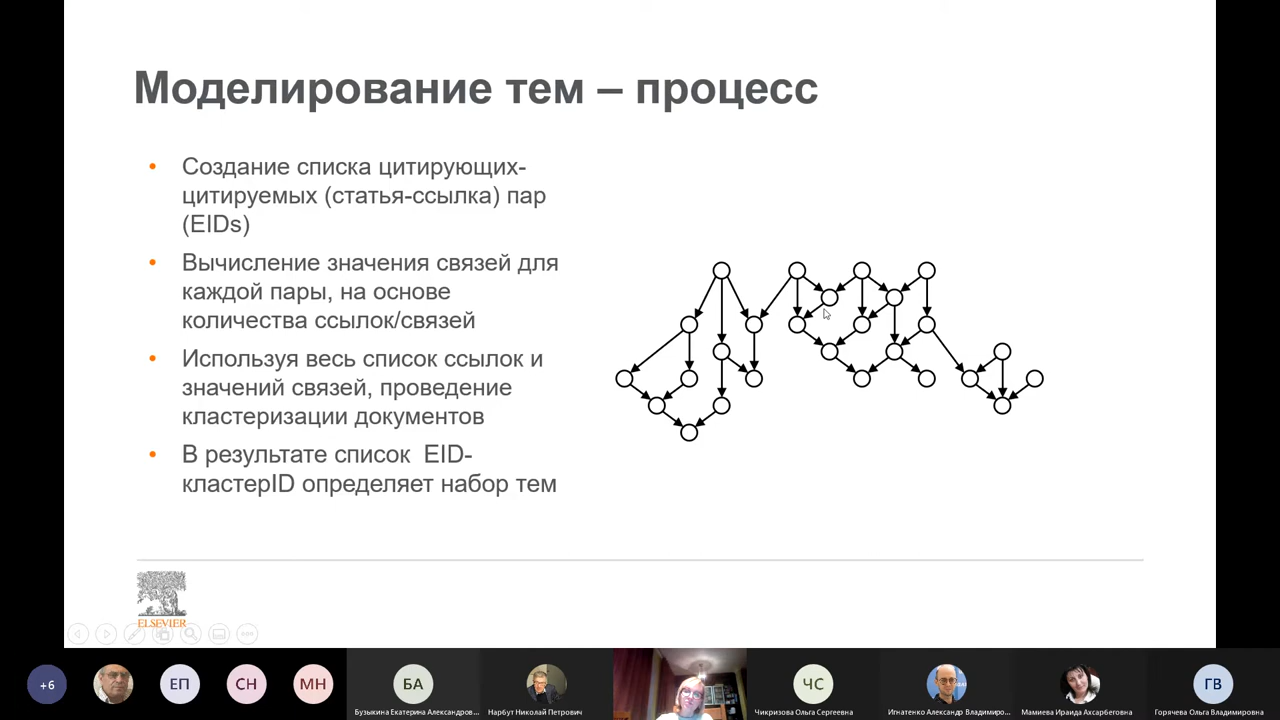 Моделирование тем – процесс
• Создание списка цитирующих-
цитируемых (статья-ссылка) пар
(EIDs)
• Вычисление значения связей для
каждой пары, на основе
количества ссылок/связей
• Используя весь список ссылок и
значений связей, проведение
кластеризации документов
• В результате список EID-
кластерID определяет набор тем
ELSEVIER
+6
ЕП
СН
МН
БА
ЧС
ГВ
Бузыкина Екатерина Александров...
Нарбут Николай Петрович
Чикризова Ольга Сергеевна
Игнатенко Александр Владимиро...
Мамиева Ираида Ахсарбеговна
Горячева Ольга Владимировна